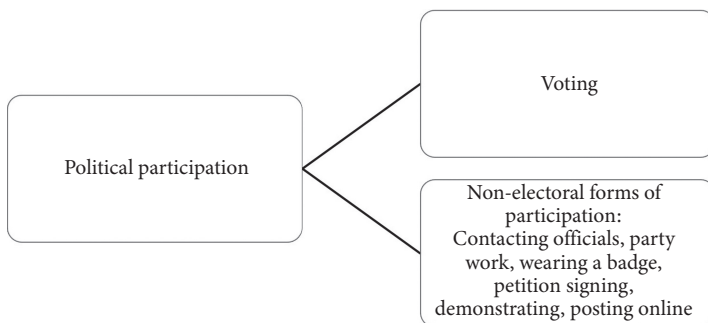 Political participation
Voting
Non-electoral forms of
participation:
Contacting officials, party
work, wearing a badge,
petition signing,
demonstrating, posting online